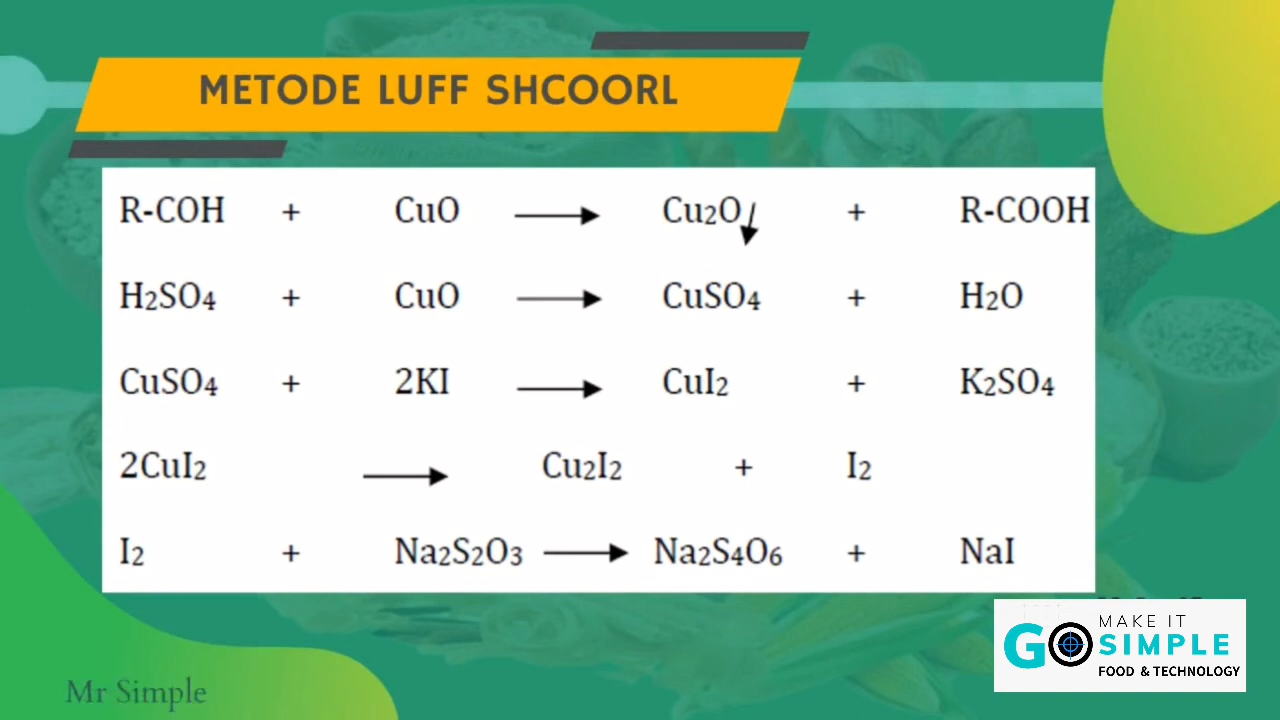 METODE LUFF SHCOORL
R-COH + CuO → Cu2O↓ + R-COOH
H2SO4 + CuO → CuSO4 + H2O
CuSO4 + 2KI → CuI2 + K2SO4
2CuI2 → Cu2I2 + I2
I2 + Na2S2O3 → Na2S4O6 + NaI
MAKE IT
GO SIMPLE
FOOD & TECHNOLOGY
Mr Simple